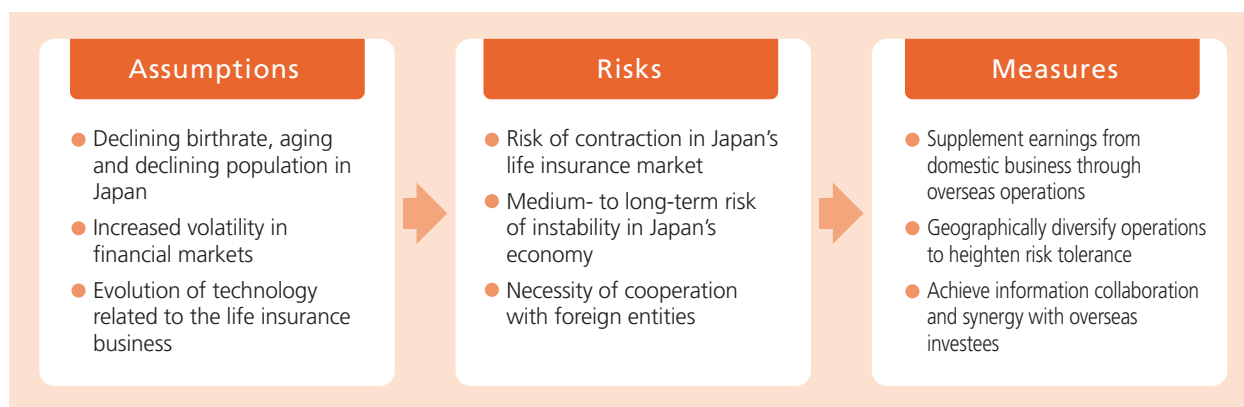 Assumptions
● Declining birthrate, aging
and declining population in
Japan
● Increased volatility in
financial markets
● Evolution of technology
related to the life insurance
business
Risks
● Risk of contraction in Japan’s
life insurance market
● Medium- to long-term risk
of instability in Japan’s
economy
● Necessity of cooperation
with foreign entities
Measures
● Supplement earnings from
domestic business through
overseas operations
● Geographically diversify operations
to heighten risk tolerance
● Achieve information collaboration
and synergy with overseas
investees